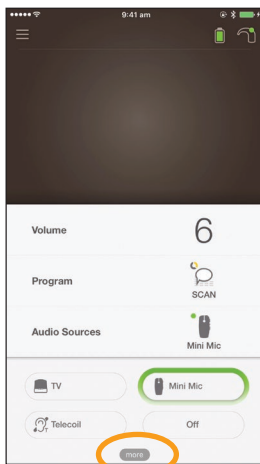 9:41 am
Volume 6
Program SCAN
Audio Sources Mini Mic
TV Mini Mic
Telecoil Off
more